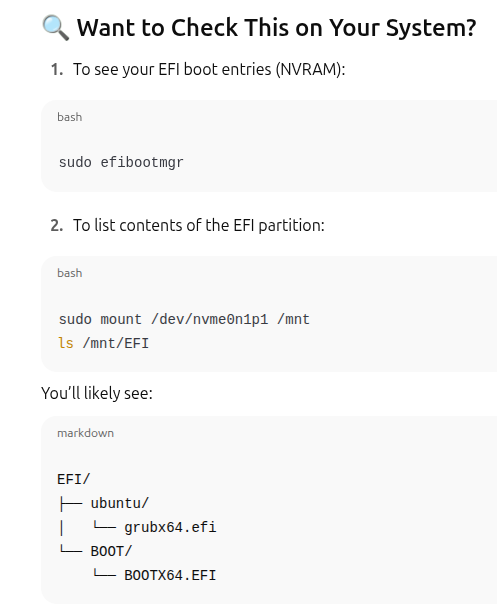 🔍 Want to Check This on Your System?
1. To see your EFI boot entries (NVRAM):
bash
sudo efibootmgr
2. To list contents of the EFI partition:
bash
sudo mount /dev/nvme0n1p1 /mnt
ls /mnt/EFI
You’ll likely see:
markdown
EFI/
├── ubuntu/
│   └── grubx64.efi
└── BOOT/
    └── BOOTX64.EFI